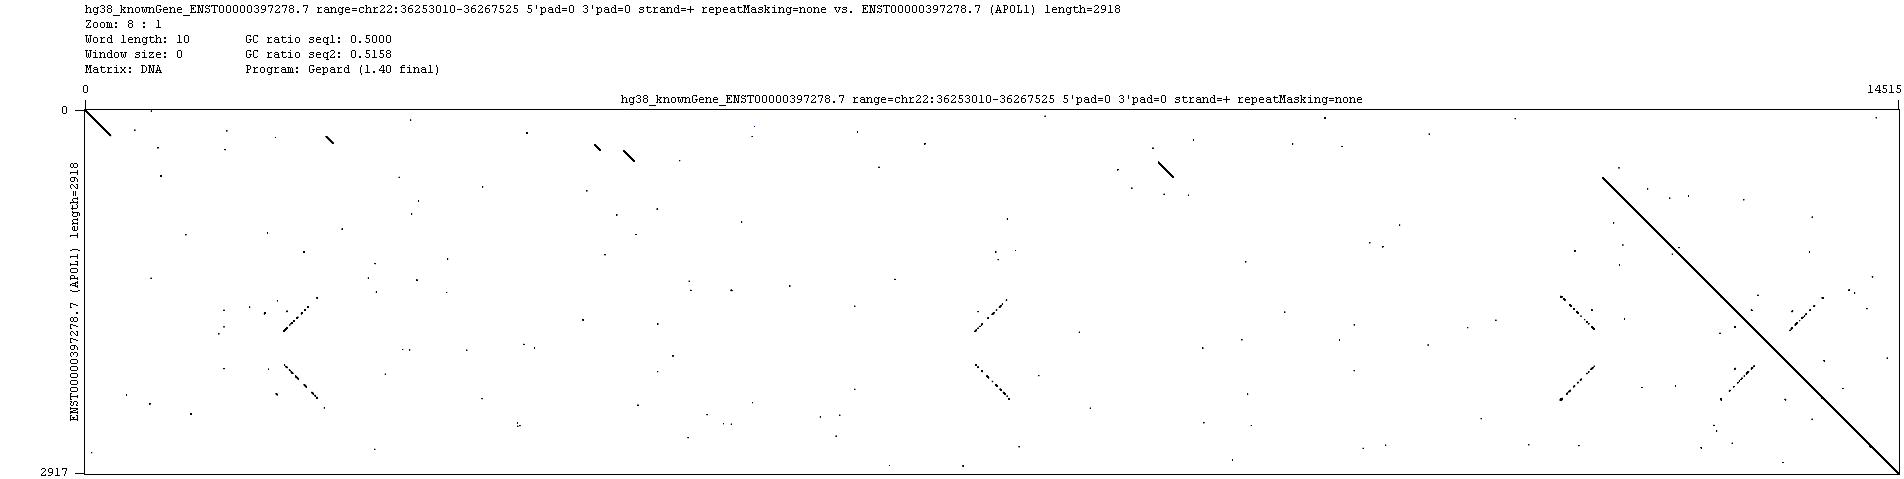 hg38_knownGene_ENST00000397278.7 range=chr22:36253010-36267525 5'pad=0 3'pad=0 strand=+ repeatMasking=none vs. ENST00000397278.7 (APOL1) length=2918
Zoom: 8 : 1
Word length: 10 GC ratio seq1: 0.5000
Window size: 0 GC ratio seq2: 0.5158
Matrix: DNA Program: Gepard (1.40 final)
0
14515
hg38_knownGene_ENST00000397278.7 range=chr22:36253010-36267525 5'pad=0 3'pad=0 strand=+ repeatMasking=none
0
ENST00000397278.7 (APOL1) length=2918
2917